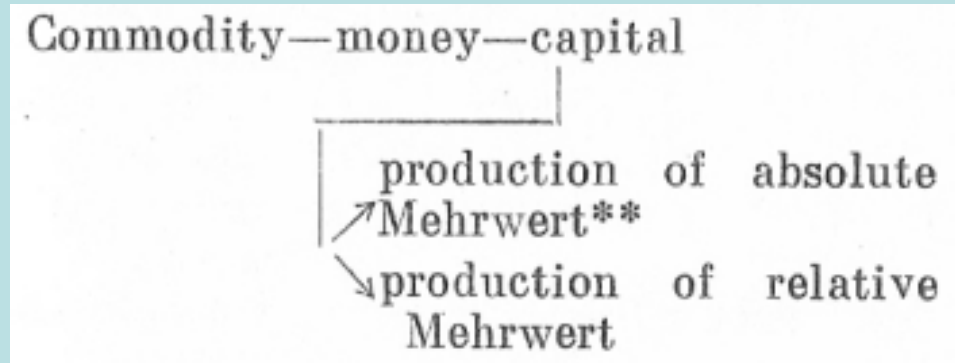 Commodity—money—capital
production of absolute
Mehrwert**
production of relative
Mehrwert